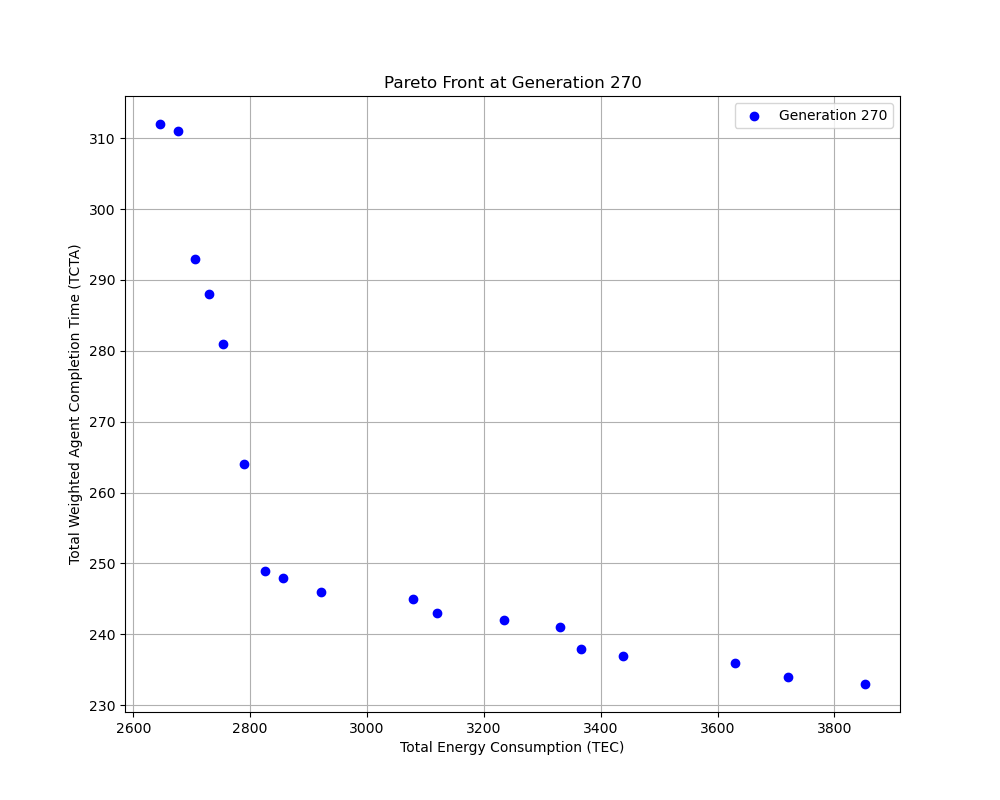 Pareto Front at Generation 270
Generation 270
310
300
290
280
270
260
250
240
230
Total Weighted Agent Completion Time (TCTA)
2600 2800 3000 3200 3400 3600 3800
Total Energy Consumption (TEC)